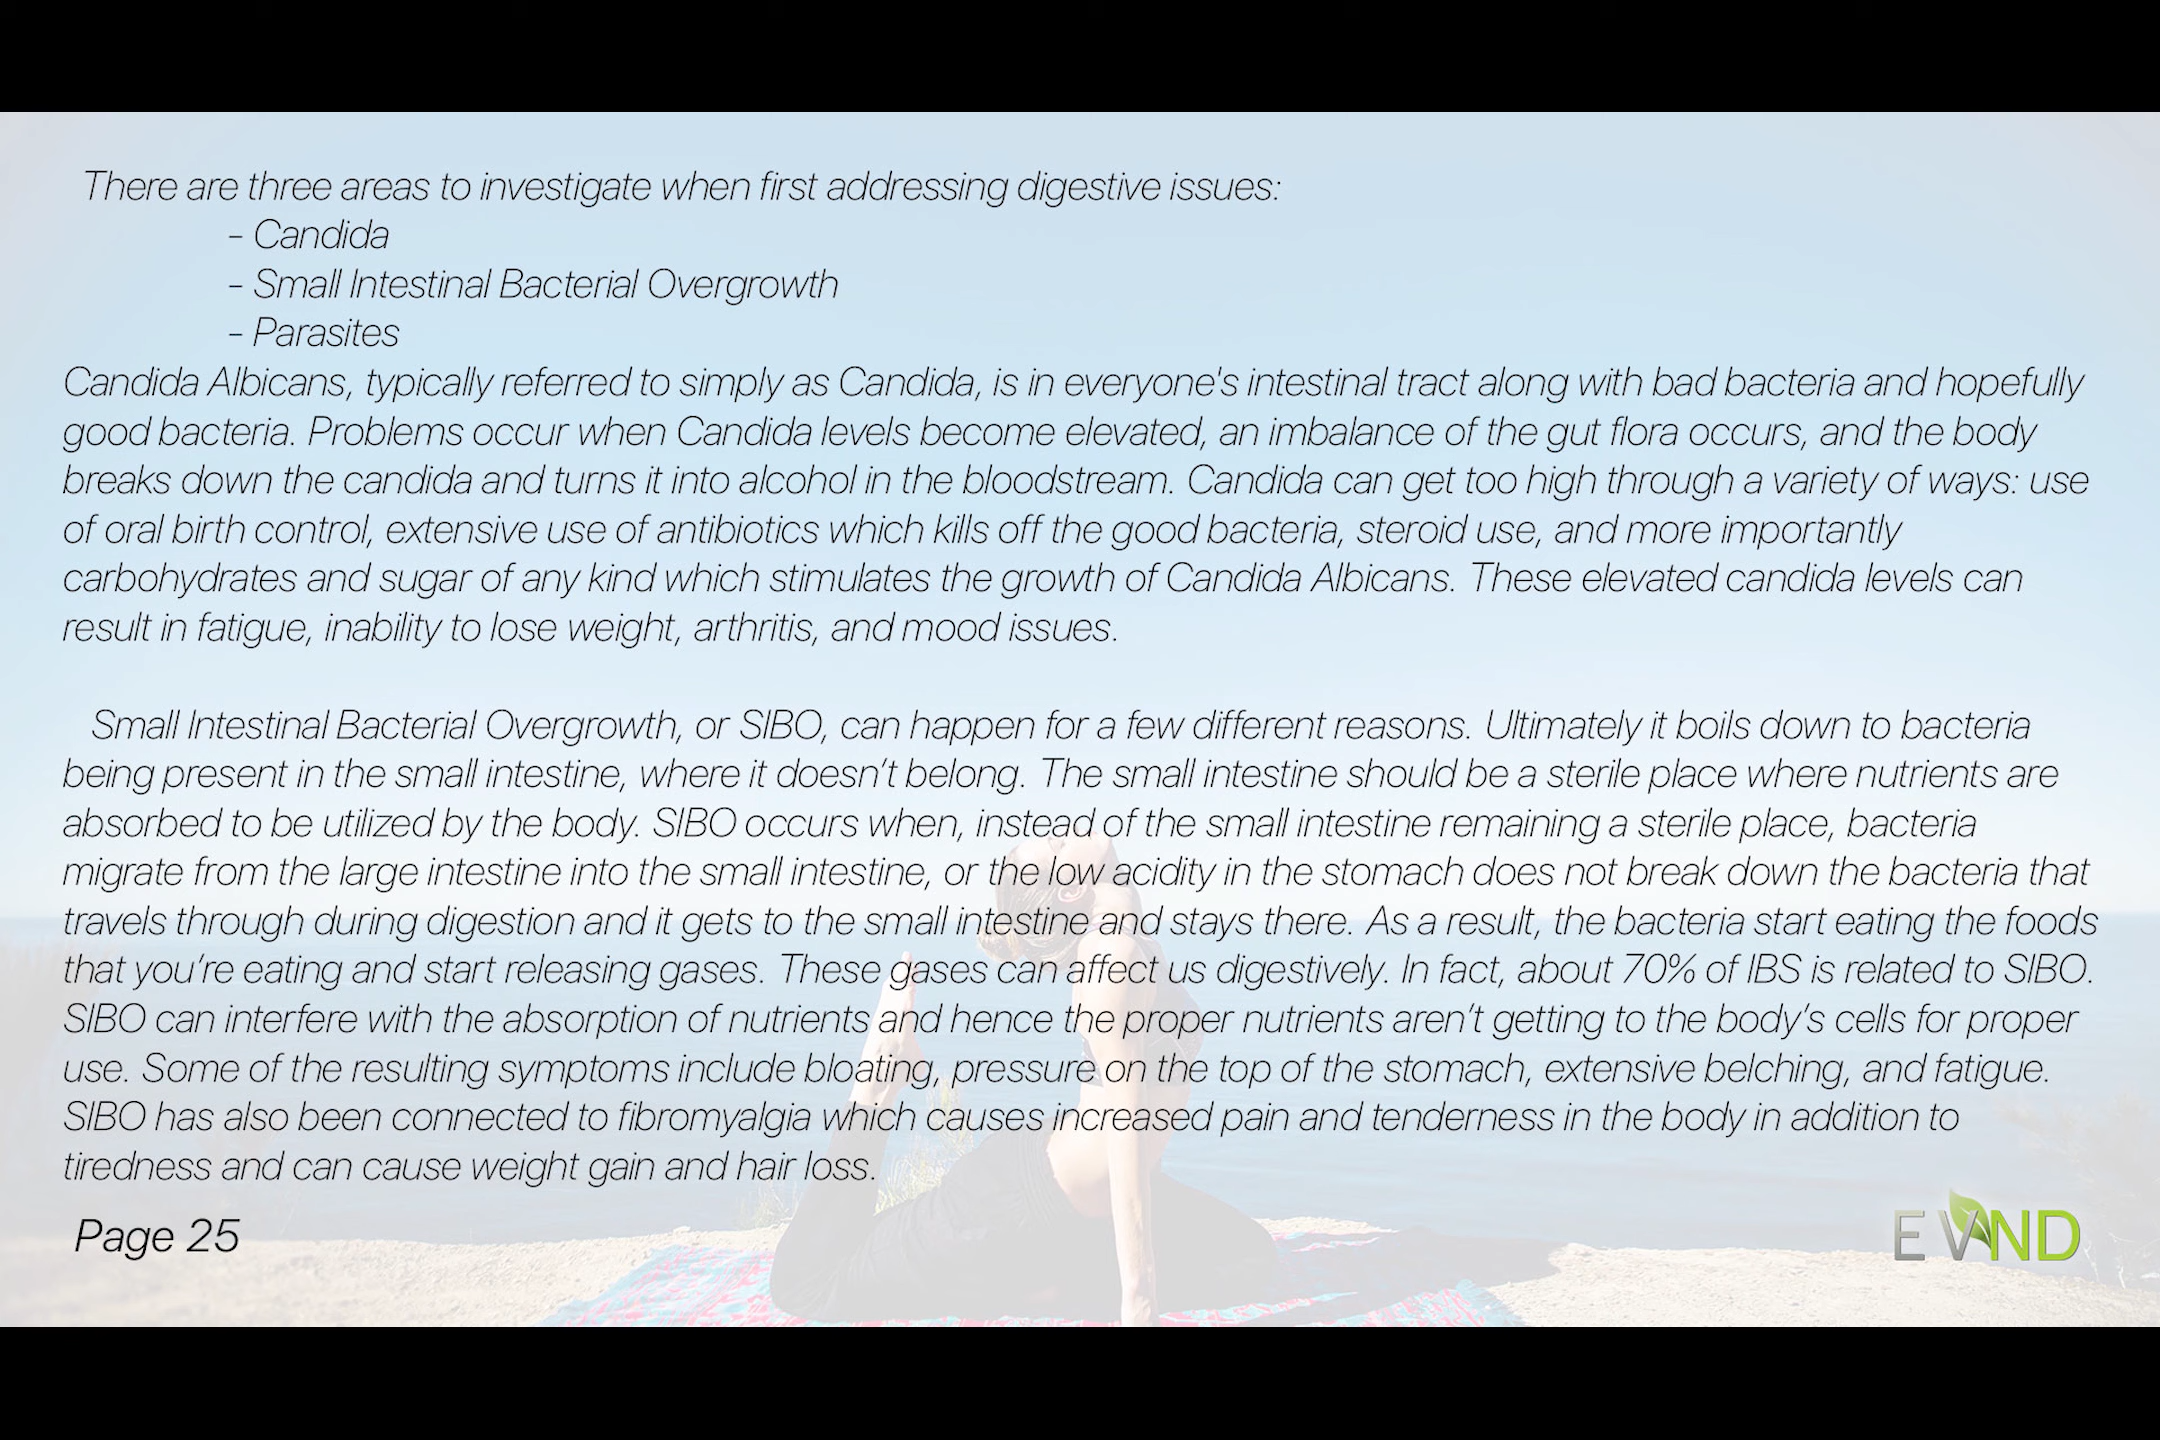 There are three areas to investigate when first addressing digestive issues:
- Candida
- Small Intestinal Bacterial Overgrowth
- Parasites
Candida Albicans, typically referred to simply as Candida, is in everyone's intestinal tract along with bad bacteria and hopefully
good bacteria. Problems occur when Candida levels become elevated, an imbalance of the gut flora occurs, and the body
breaks down the candida and turns it into alcohol in the bloodstream. Candida can get too high through a variety of ways: use
of oral birth control, extensive use of antibiotics which kills off the good bacteria, steroid use, and more importantly
carbohydrates and sugar of any kind which stimulates the growth of Candida Albicans. These elevated candida levels can
result in fatigue, inability to lose weight, arthritis, and mood issues.
Small Intestinal Bacterial Overgrowth, or SIBO, can happen for a few different reasons. Ultimately it boils down to bacteria
being present in the small intestine, where it doesn’t belong. The small intestine should be a sterile place where nutrients are
absorbed to be utilized by the body. SIBO occurs when, instead of the small intestine remaining a sterile place, bacteria
migrate from the large intestine into the small intestine, or the low acidity in the stomach does not break down the bacteria that
travels through during digestion and it gets to the small intestine and stays there. As a result, the bacteria start eating the foods
that you’re eating and start releasing gases. These gases can affect us digestively. In fact, about 70% of IBS is related to SIBO.
SIBO can interfere with the absorption of nutrients and hence the proper nutrients aren’t getting to the body’s cells for proper
use. Some of the resulting symptoms include bloating, pressure on the top of the stomach, extensive belching, and fatigue.
SIBO has also been connected to fibromyalgia which causes increased pain and tenderness in the body in addition to
tiredness and can cause weight gain and hair loss.
Page 25
EVND